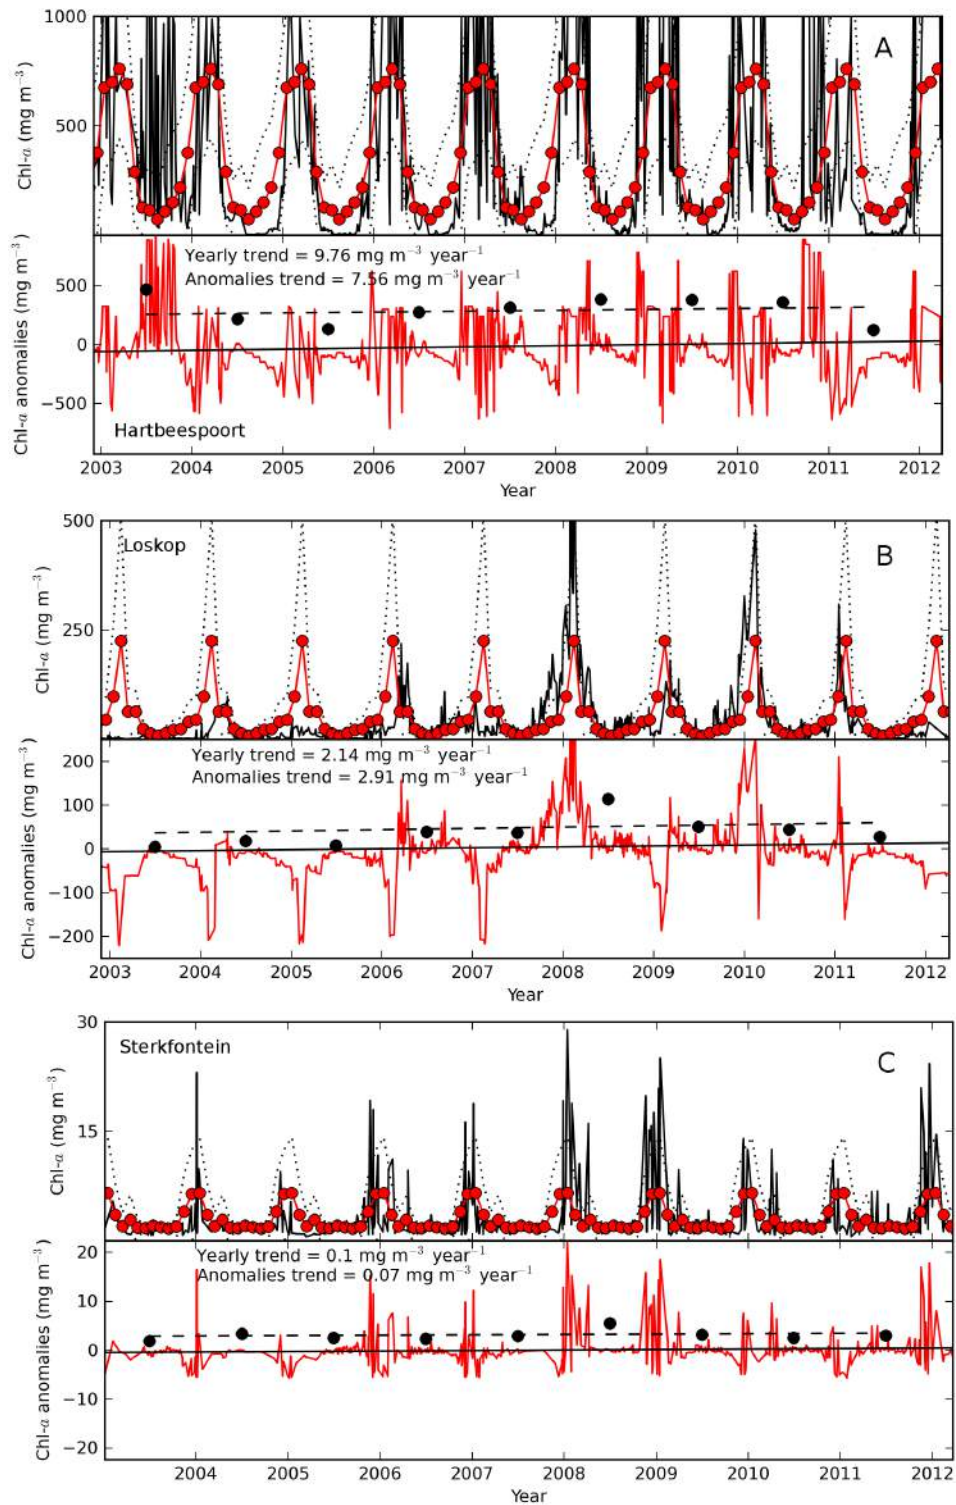 1000
A
500
Chl-a (mg m⁻³)
Yearly trend = 9.76 mg m⁻³ year⁻¹
Anomalies trend = 7.56 mg m⁻³ year⁻¹
500
0
−500
Chl-a anomalies (mg m⁻³)
Hartbeespoort
2003 2004 2005 2006 2007 2008 2009 2010 2011 2012
Year
500
Loskop
B
250
Chl-a (mg m⁻³)
Yearly trend = 2.14 mg m⁻³ year⁻¹
Anomalies trend = 2.91 mg m⁻³ year⁻¹
200
100
0
−100
−200
Chl-a anomalies (mg m⁻³)
2003 2004 2005 2006 2007 2008 2009 2010 2011 2012
Year
30
Sterkfontein
C
15
Chl-a (mg m⁻³)
Yearly trend = 0.1 mg m⁻³ year⁻¹
Anomalies trend = 0.07 mg m⁻³ year⁻¹
20
10
0
−10
−20
Chl-a anomalies (mg m⁻³)
2004 2005 2006 2007 2008 2009 2010 2011 2012
Year